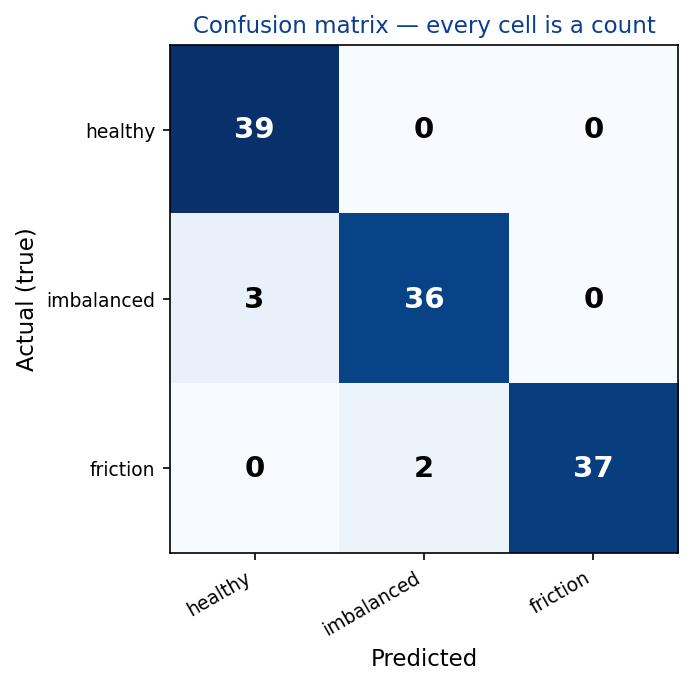 Confusion matrix — every cell is a count
Actual (true)
healthy 39 0 0
imbalanced 3 36 0
friction 0 2 37
healthy imbalanced friction
Predicted